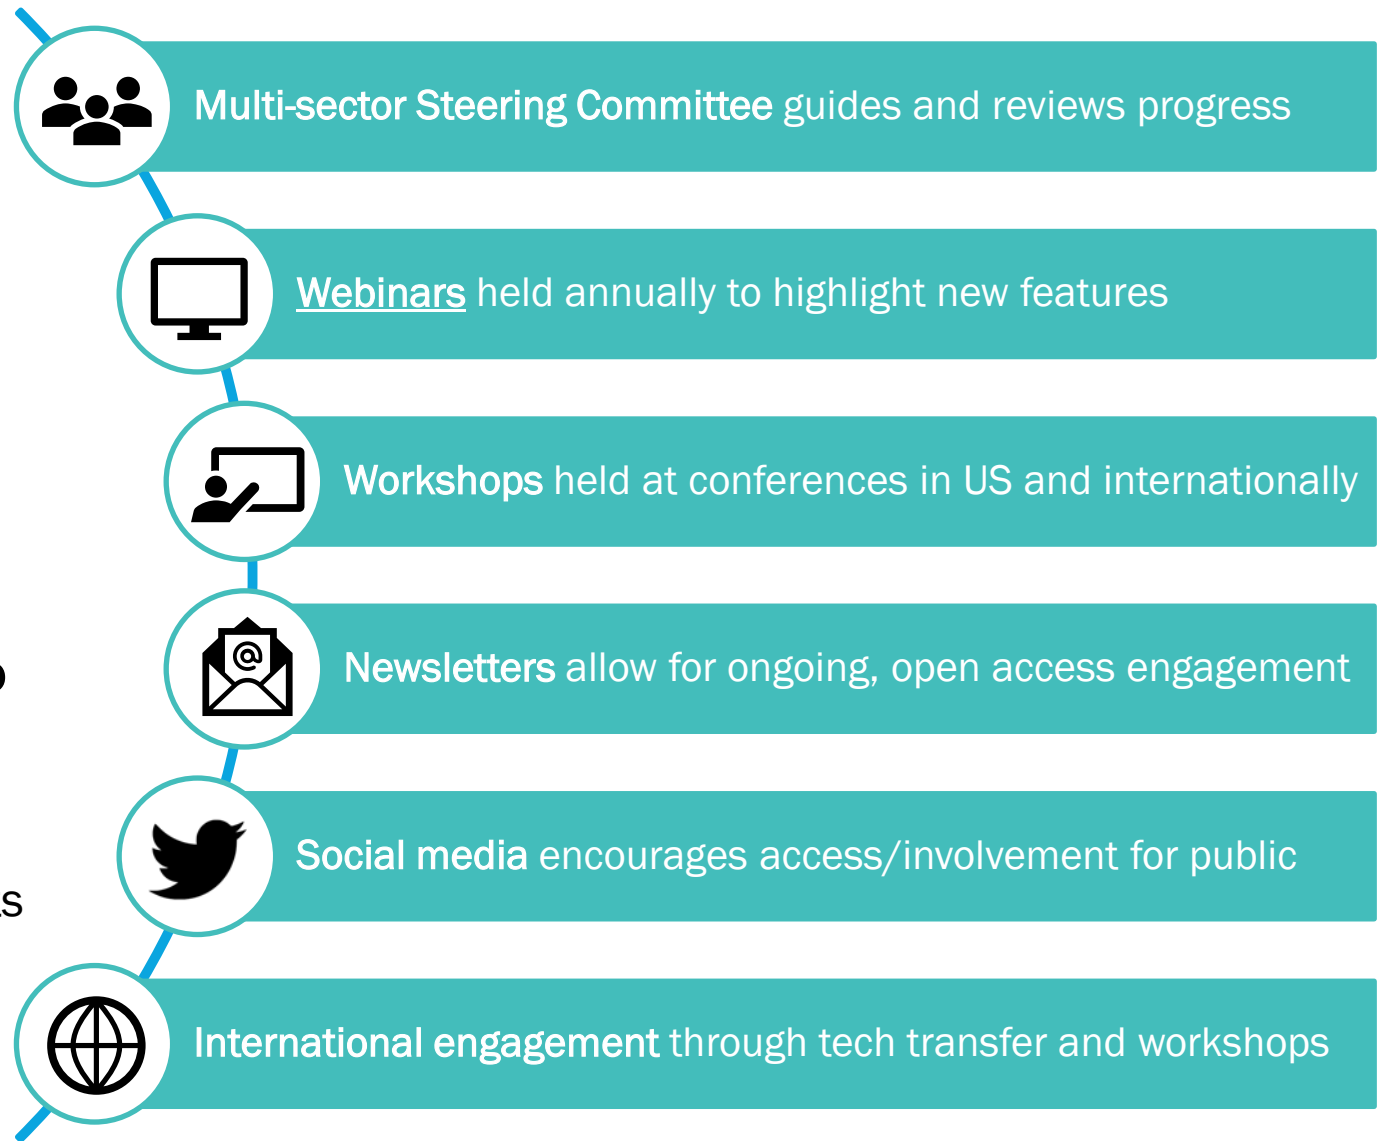 Multi-sector Steering Committee guides and reviews progress
Webinars held annually to highlight new features
Workshops held at conferences in US and internationally
Newsletters allow for ongoing, open access engagement
Social media encourages access/involvement for public
International engagement through tech transfer and workshops